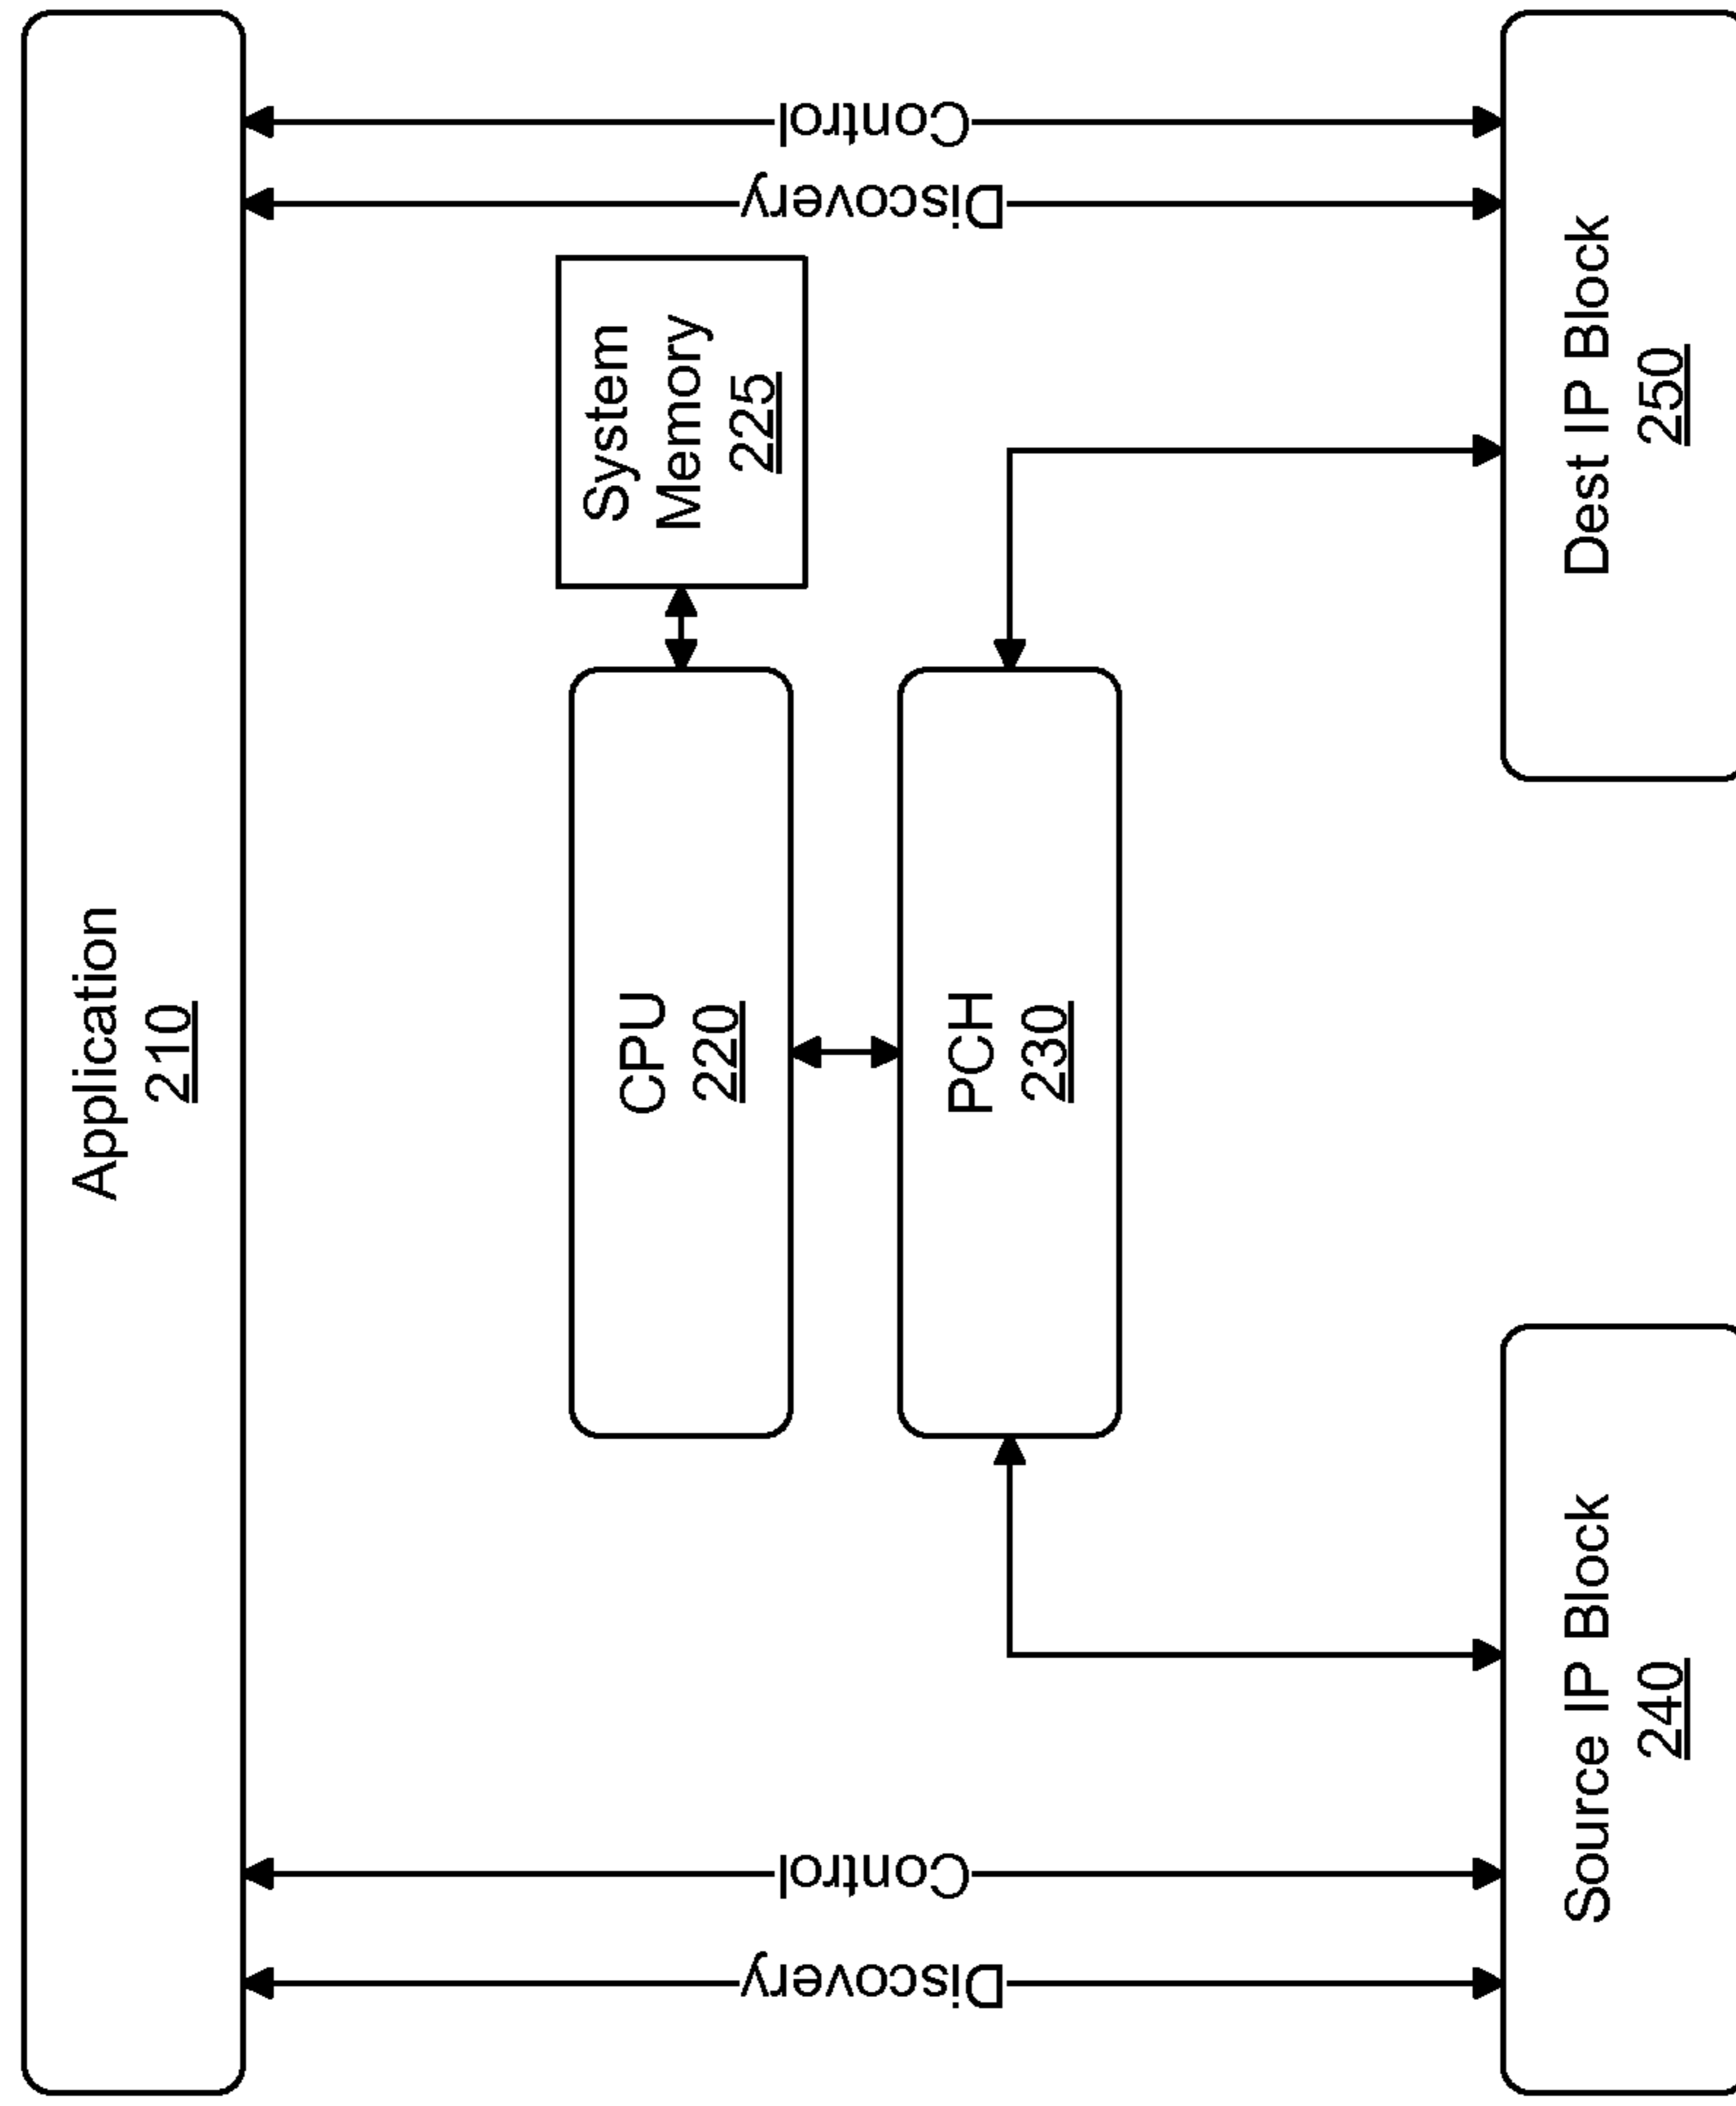 Application
210
Discovery
Control
CPU
220
System
Memory
225
Discovery
Control
PCH
230
Source IP Block
240
Dest IP Block
250